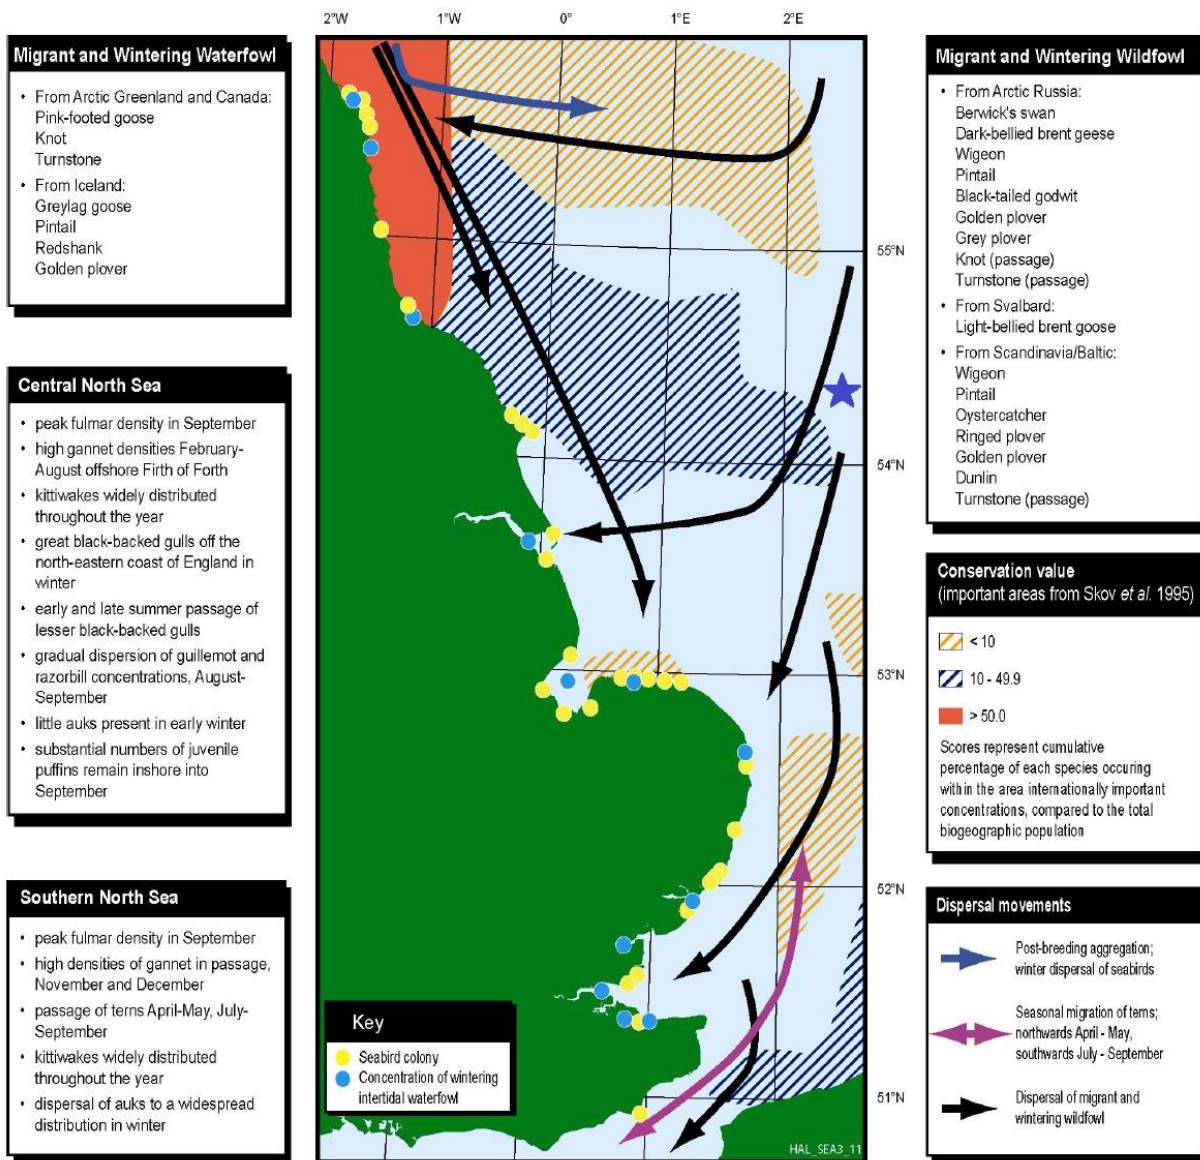 2°W 1°W 0° 1°E 2°E
Migrant and Wintering Waterfowl
• From Arctic Greenland and Canada:
Pink-footed goose
Knot
Turnstone
• From Iceland:
Greylag goose
Pintail
Redshank
Golden plover
Central North Sea
• peak fulmar density in September
• high gannet densities February-
August offshore Firth of Forth
• kittiwakes widely distributed
throughout the year
• great black-backed gulls off the
north-eastern coast of England in
winter
• early and late summer passage of
lesser black-backed gulls
• gradual dispersion of guillemot and
razorbill concentrations, August-
September
• little auks present in early winter
• substantial numbers of juvenile
puffins remain inshore into
September
Southern North Sea
• peak fulmar density in September
• high densities of gannet in passage,
November and December
• passage of terns April-May, July-
September
• kittiwakes widely distributed
throughout the year
• dispersal of auks to a widespread
distribution in winter
55°N
54°N
53°N
52°N
51°N
Key
Seabird colony
Concentration of wintering
intertidal waterfowl
HAL_SEA3_11
Migrant and Wintering Wildfowl
• From Arctic Russia:
Berwick's swan
Dark-bellied brent geese
Wigeon
Pintail
Black-tailed godwit
Golden plover
Grey plover
Knot (passage)
Turnstone (passage)
• From Svalbard:
Light-bellied brent goose
• From Scandinavia/Baltic:
Wigeon
Pintail
Oystercatcher
Ringed plover
Golden plover
Dunlin
Turnstone (passage)
Conservation value
(important areas from Skov et al. 1995)
< 10
10 - 49.9
> 50.0
Scores represent cumulative
percentage of each species occuring
within the area internationally important
concentrations, compared to the total
biogeographic population
Dispersal movements
Post-breeding aggregation;
winter dispersal of seabirds
Seasonal migration of terns;
northwards April - May,
southwards July - September
Dispersal of migrant and
wintering wildfowl